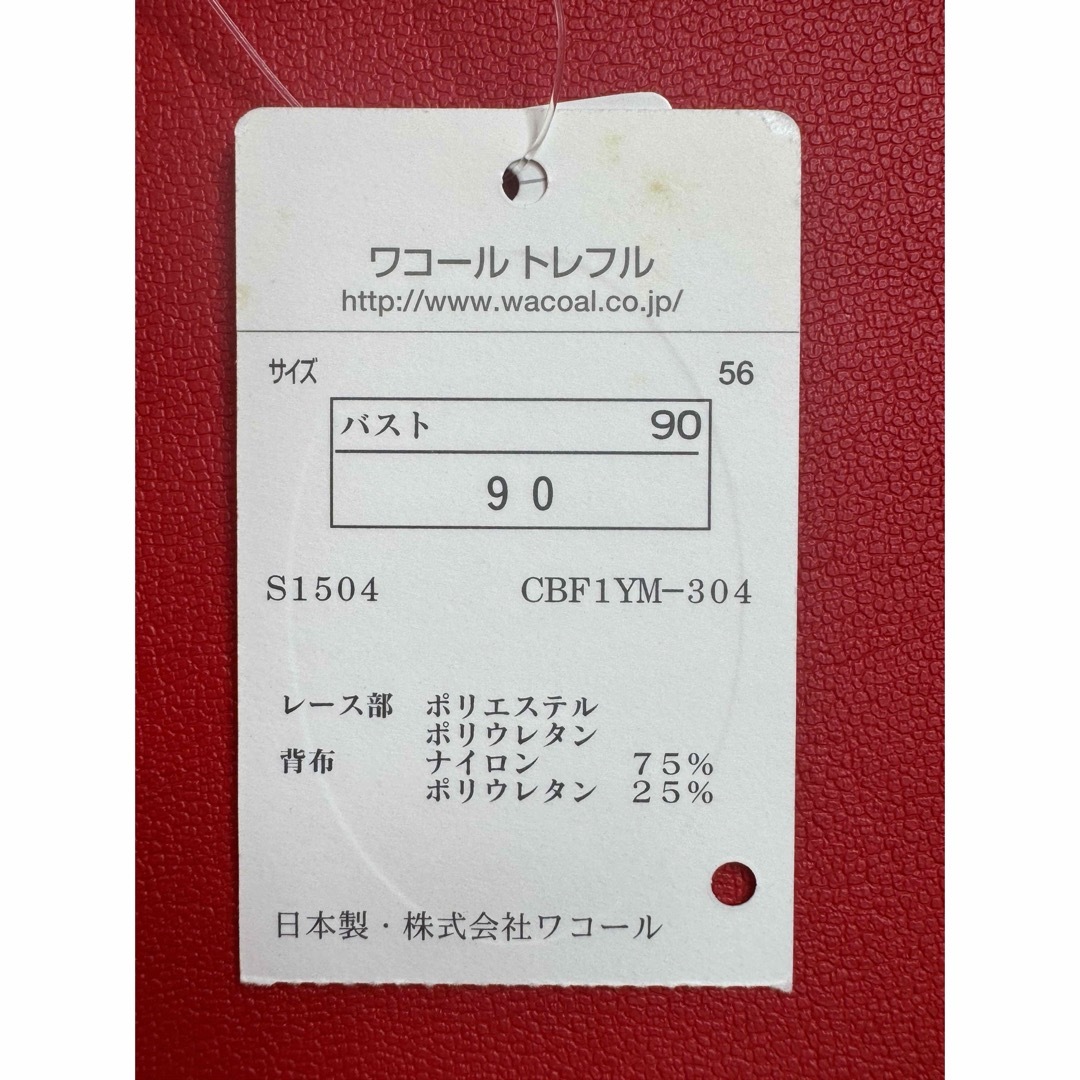 ワコール トレフル
http://www.wacoal.co.jp/
サイズ 56
バスト 90
９０
S1504 CBF1YM-304
レース部 ポリエステル
ポリウレタン
背布 ナイロン ７５％
ポリウレタン ２５％
日本製・株式会社ワコール